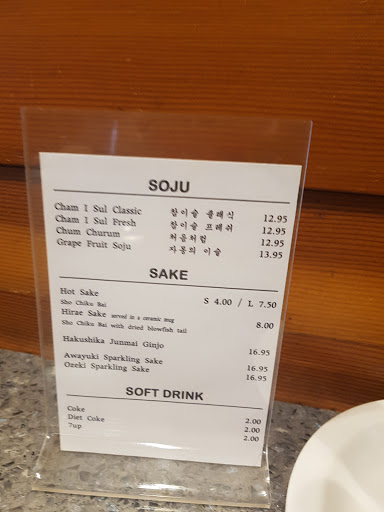 SOJU
Cham I Sul Classic 참이슬 클래식 12.95
Cham I Sul Fresh 참이슬 프레쉬 12.95
Chum Churum 처음처럼 12.95
Grape Fruit Soju 자몽의 이슬 13.95
SAKE
Hot Sake S 4.00 / L 7.50
Sho Chiku Bai
Hirae Sake served in a ceramic mug 8.00
Sho Chiku Bai with dried blowfish tail
Hakushika Junmai Ginjo 16.95
Awayuki Sparkling Sake 16.95
Ozeki Sparkling Sake 16.95
SOFT DRINK
Coke 2.00
Diet Coke 2.00
7up 2.00